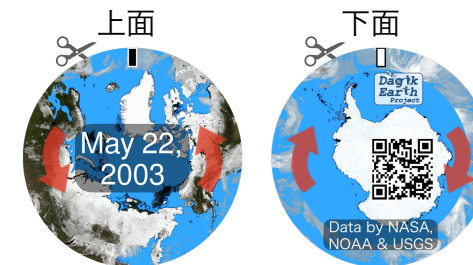 上面
下面
May 22,
2003
Dagik
Earth
Project
Data by NASA,
NOAA & USGS